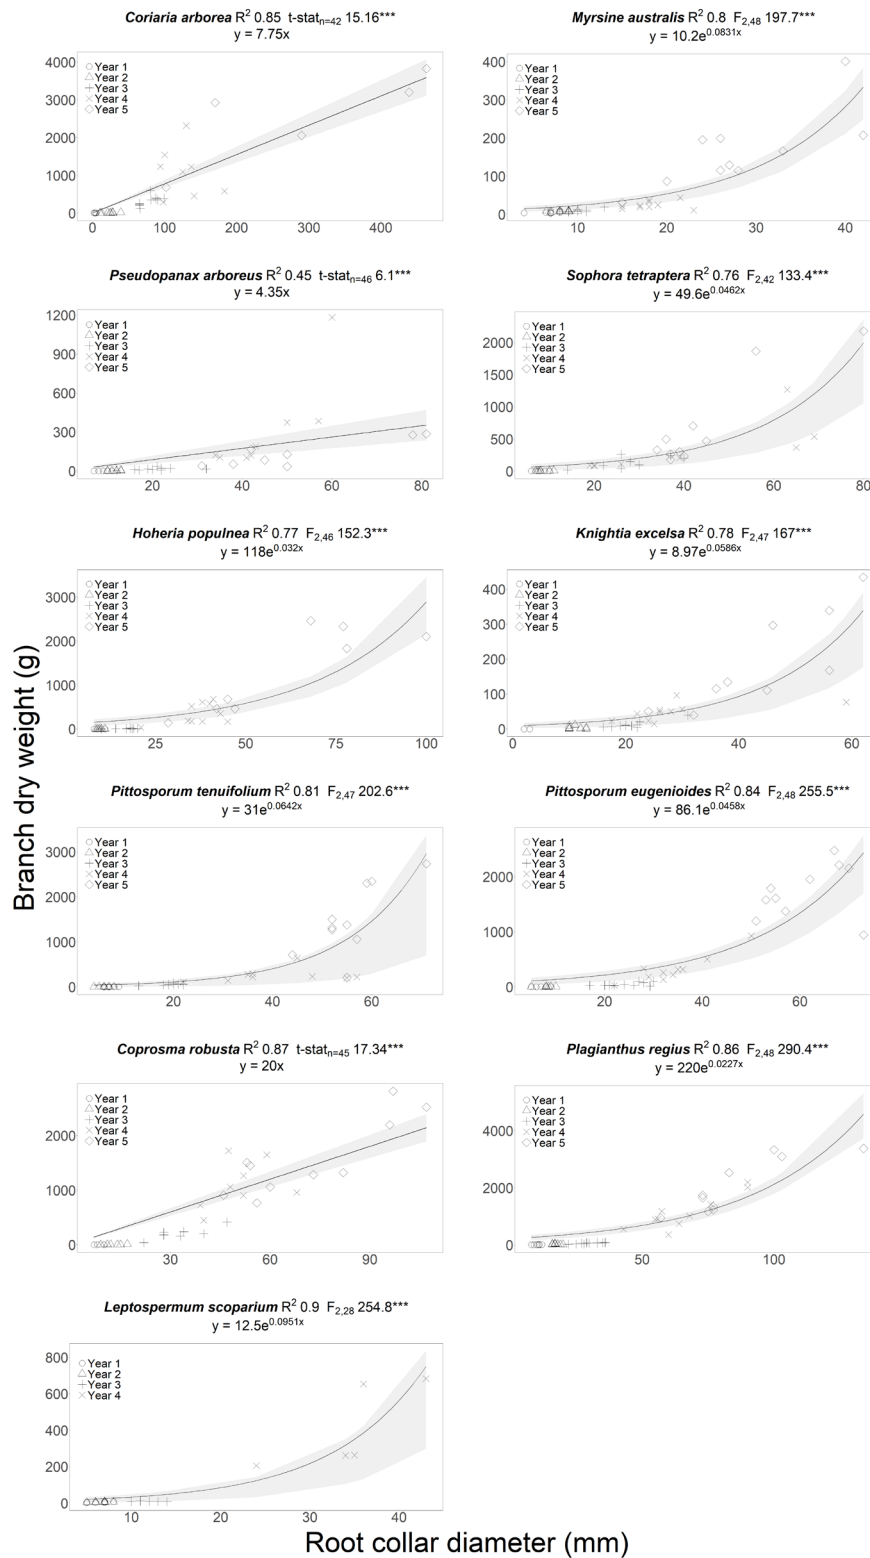 Coriaria arborea R² 0.85 t-statₙ₌₄₂ 15.16***
y = 7.75x
4000
3000
2000
1000
0
Year 1
Year 2
Year 3
Year 4
Year 5
0 100 200 300 400
Myrsine australis R² 0.8 F₂,₄₈ 197.7***
y = 10.2e^0.0831x
400
300
200
100
0
Year 1
Year 2
Year 3
Year 4
Year 5
10 20 30 40
Pseudopanax arboreus R² 0.45 t-statₙ₌₄₆ 6.1***
y = 4.35x
1200
900
600
300
0
Year 1
Year 2
Year 3
Year 4
Year 5
20 40 60 80
Sophora tetraptera R² 0.76 F₂,₄₂ 133.4***
y = 49.6e^0.0462x
2000
1500
1000
500
0
Year 1
Year 2
Year 3
Year 4
Year 5
20 40 60 80
Hoheria populnea R² 0.77 F₂,₄₆ 152.3***
y = 118e^0.032x
3000
2000
1000
0
Year 1
Year 2
Year 3
Year 4
Year 5
25 50 75 100
Knightia excelsa R² 0.78 F₂,₄₇ 167***
y = 8.97e^0.0586x
400
300
200
100
0
Year 1
Year 2
Year 3
Year 4
Year 5
0 20 40 60
Branch dry weight (g)
Pittosporum tenuifolium R² 0.81 F₂,₄₇ 202.6***
y = 31e^0.0642x
3000
2000
1000
0
Year 1
Year 2
Year 3
Year 4
Year 5
20 40 60
Pittosporum eugenioides R² 0.84 F₂,₄₈ 255.5***
y = 86.1e^0.0458x
2000
1000
0
Year 1
Year 2
Year 3
Year 4
Year 5
20 40 60
Coprosma robusta R² 0.87 t-statₙ₌₄₅ 17.34***
y = 20x
2000
1000
0
Year 1
Year 2
Year 3
Year 4
Year 5
30 60 90
Plagianthus regius R² 0.86 F₂,₄₈ 290.4***
y = 220e^0.0227x
4000
2000
0
Year 1
Year 2
Year 3
Year 4
Year 5
50 100
Leptospermum scoparium R² 0.9 F₂,₂₈ 254.8***
y = 12.5e^0.0951x
800
600
400
200
0
Year 1
Year 2
Year 3
Year 4
10 20 30 40
Root collar diameter (mm)